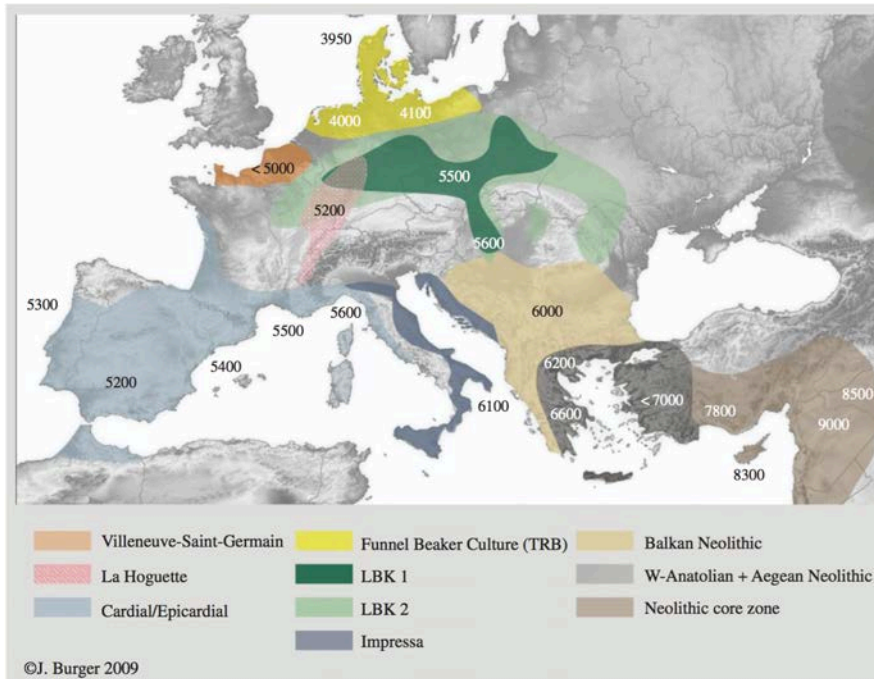 3950
4000
4100
< 5000
5500
5200
5600
5300
6000
5600
5500
5400
5200
6200
6100
6600
< 7000
7800
8500
9000
8300
Villeneuve-Saint-Germain
La Hoguette
Cardial/Epicardial
Funnel Beaker Culture (TRB)
LBK 1
LBK 2
Impressa
Balkan Neolithic
W-Anatolian + Aegean Neolithic
Neolithic core zone
©J. Burger 2009